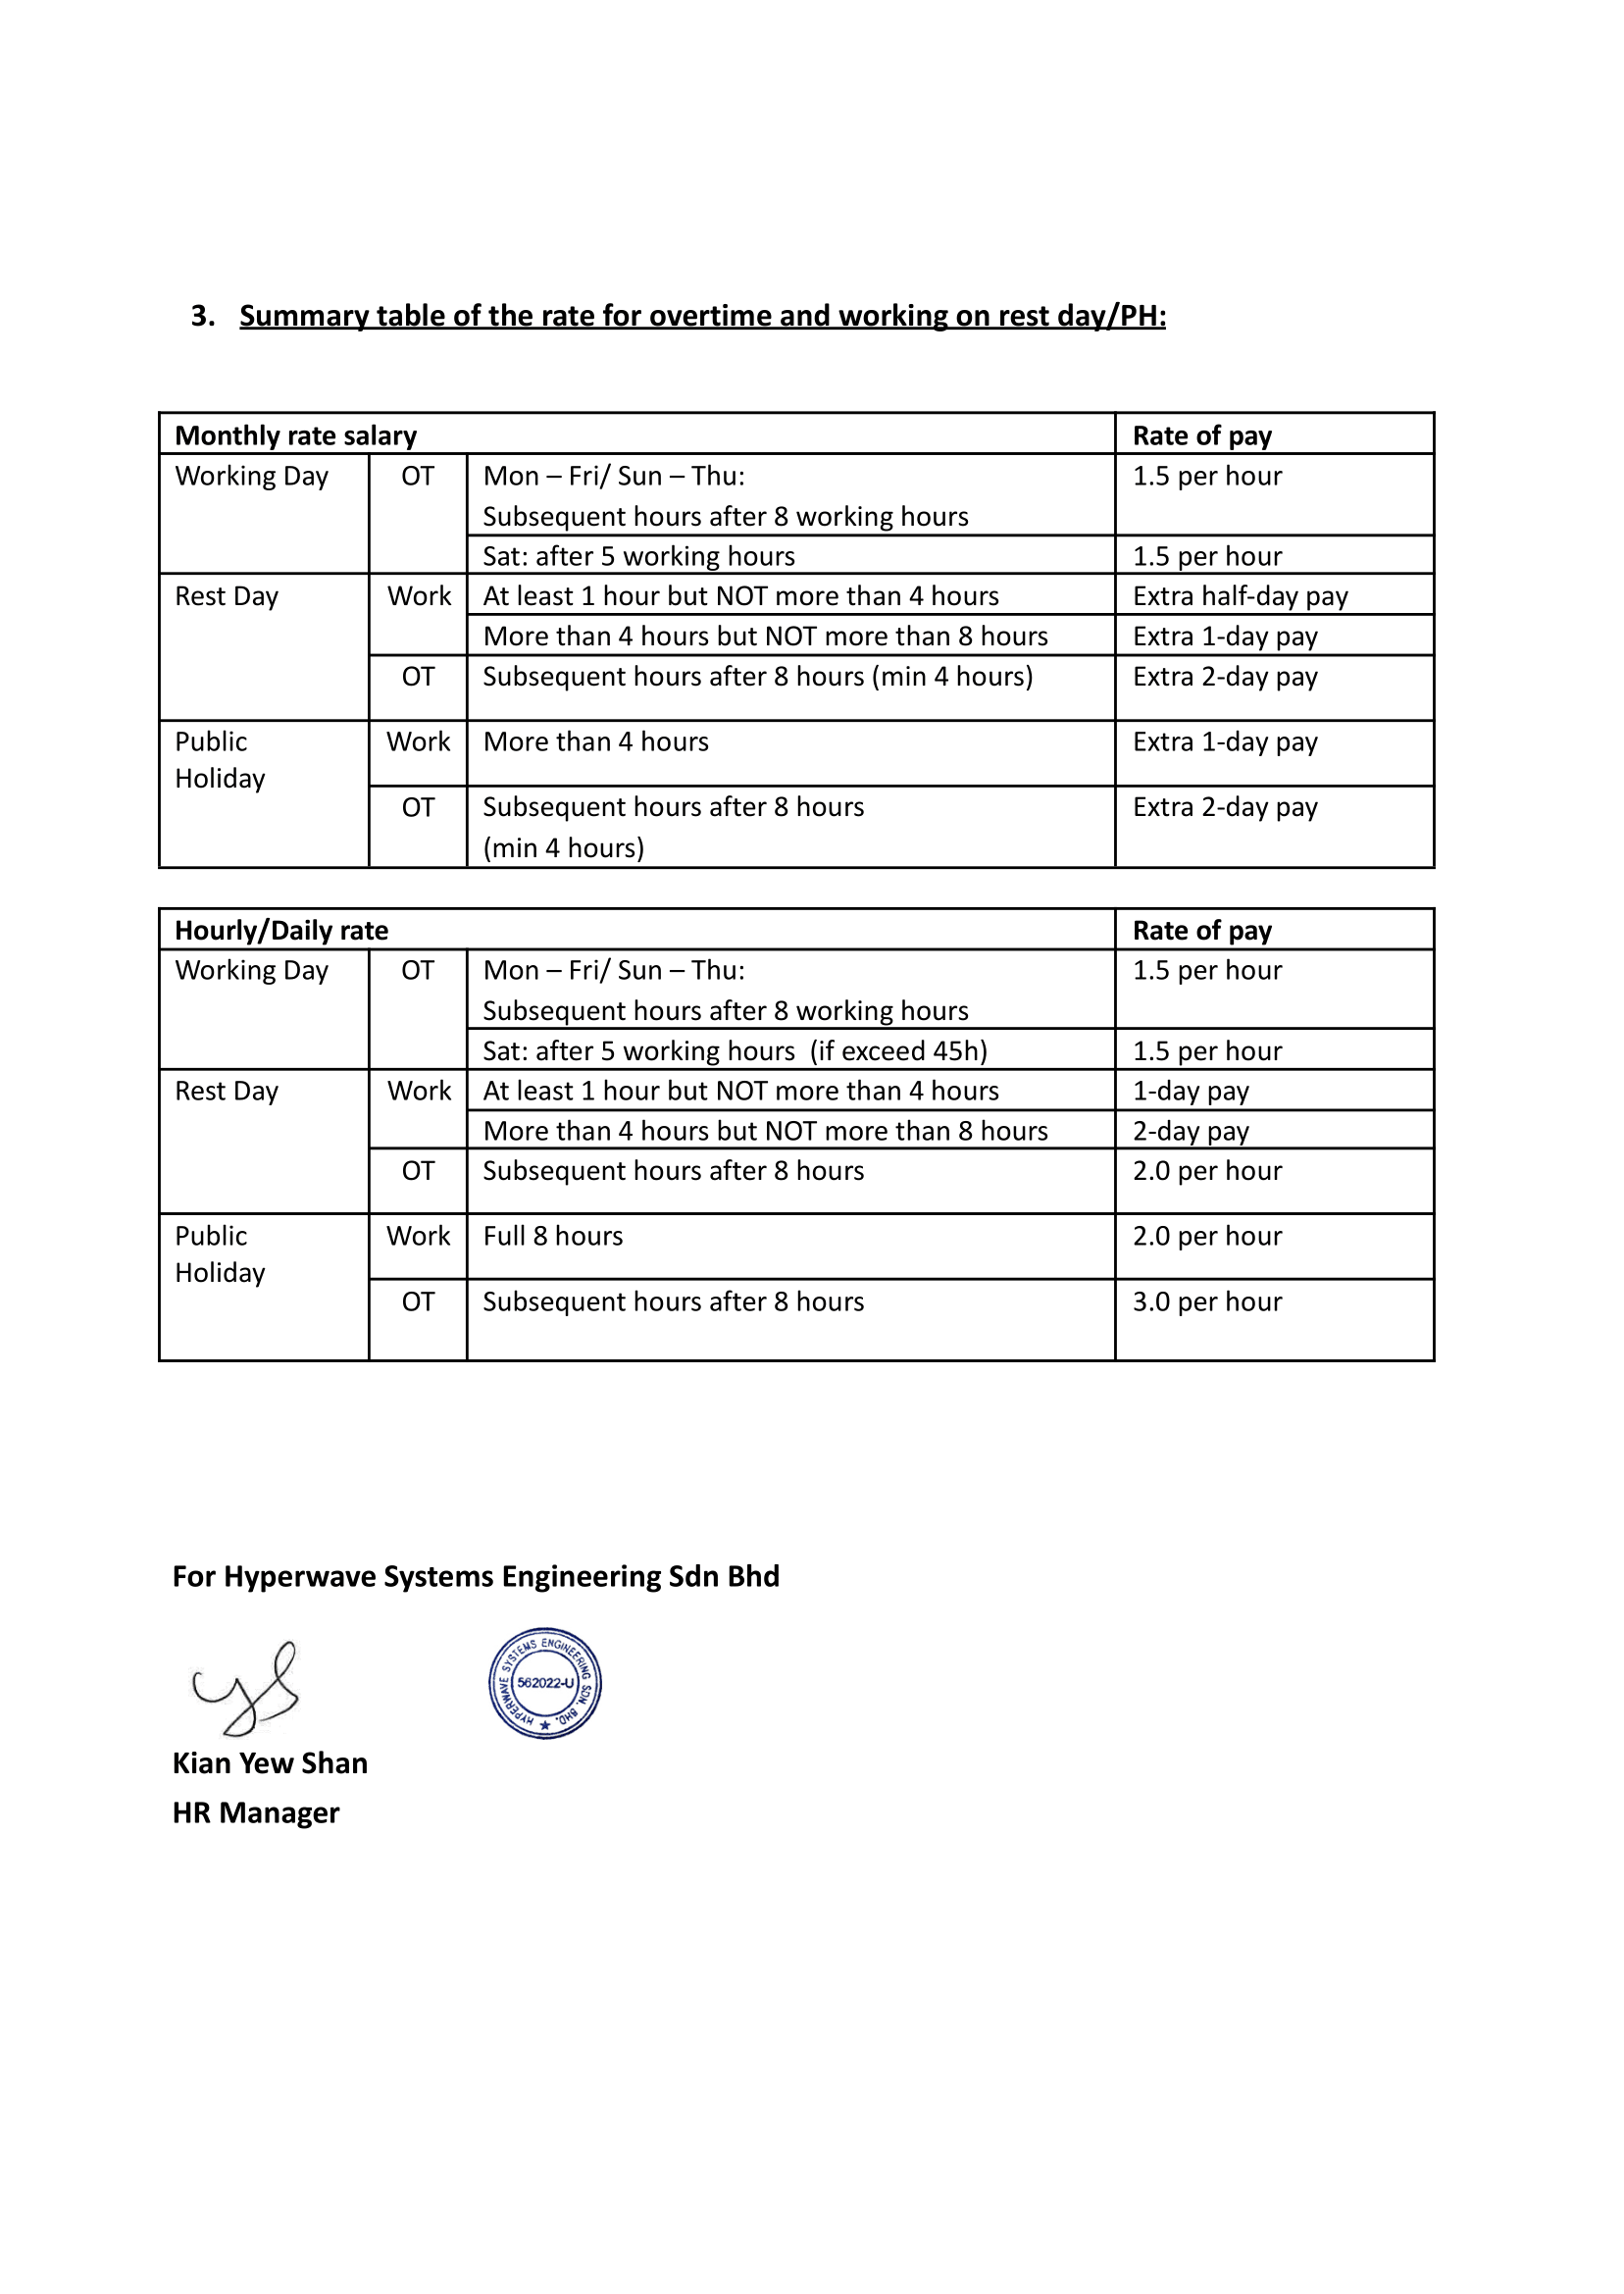 3. Summary table of the rate for overtime and working on rest day/PH:
Monthly rate salary Rate of pay
Working Day OT Mon – Fri/ Sun – Thu: 1.5 per hour
Subsequent hours after 8 working hours
Sat: after 5 working hours 1.5 per hour
Rest Day Work At least 1 hour but NOT more than 4 hours Extra half-day pay
More than 4 hours but NOT more than 8 hours Extra 1-day pay
OT Subsequent hours after 8 hours (min 4 hours) Extra 2-day pay
Public Work More than 4 hours Extra 1-day pay
Holiday
OT Subsequent hours after 8 hours Extra 2-day pay
(min 4 hours)
Hourly/Daily rate Rate of pay
Working Day OT Mon – Fri/ Sun – Thu: 1.5 per hour
Subsequent hours after 8 working hours
Sat: after 5 working hours (if exceed 45h) 1.5 per hour
Rest Day Work At least 1 hour but NOT more than 4 hours 1-day pay
More than 4 hours but NOT more than 8 hours 2-day pay
OT Subsequent hours after 8 hours 2.0 per hour
Public Work Full 8 hours 2.0 per hour
Holiday
OT Subsequent hours after 8 hours 3.0 per hour
For Hyperwave Systems Engineering Sdn Bhd
ys
HYPERWAVE SYSTEMS ENGINEERING SDN. BHD. ★
562022-U
Kian Yew Shan
HR Manager